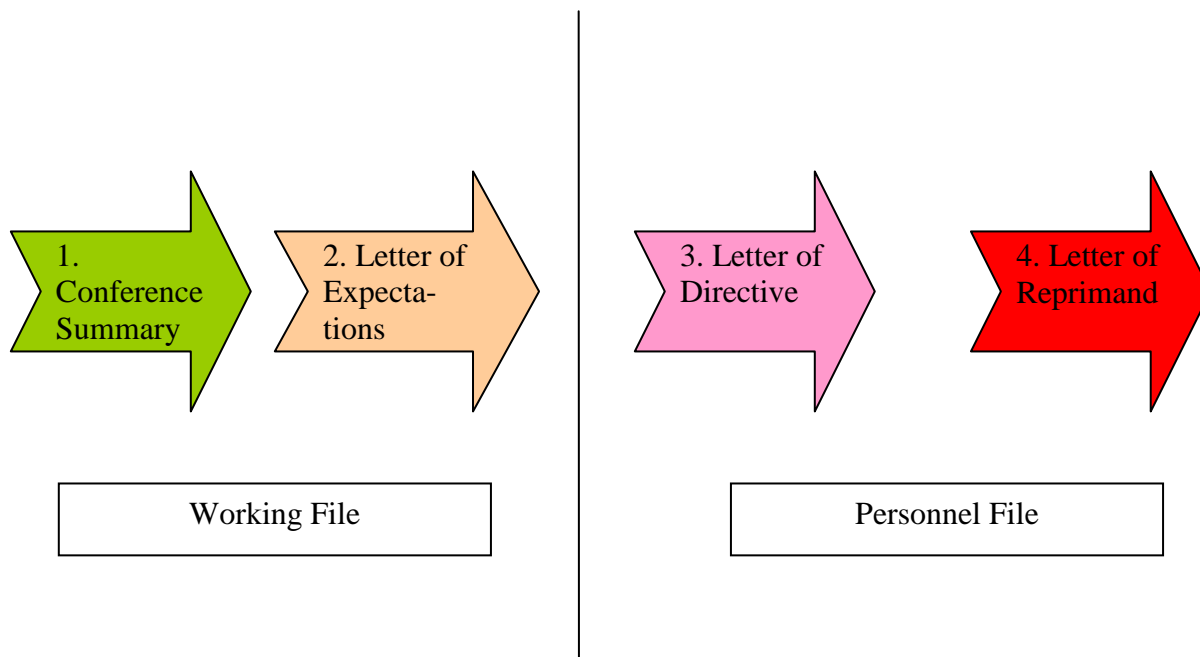 1.
Conference
Summary
2. Letter of
Expecta-
tions
3. Letter of
Directive
4. Letter of
Reprimand
Working File
Personnel File